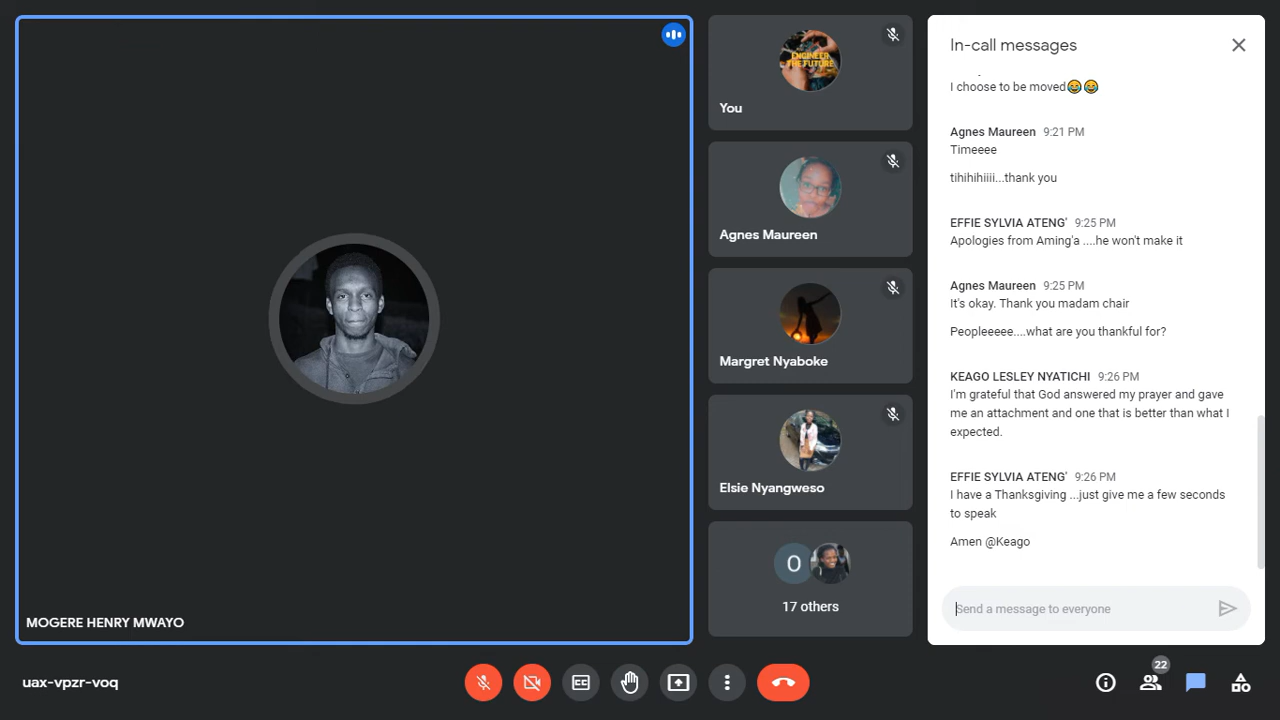 MOGERE HENRY MWAYO
uax-vpzr-voq
ENGINEER
THE FUTURE
You
Agnes Maureen
Margret Nyaboke
Elsie Nyangweso
O
17 others
In-call messages
I choose to be moved😂😂
Agnes Maureen 9:21 PM
Timeeee
tihihihiiii...thank you
EFFIE SYLVIA ATENG' 9:25 PM
Apologies from Aming'a ....he won't make it
Agnes Maureen 9:25 PM
It's okay. Thank you madam chair
Peopleeeee....what are you thankful for?
KEAGO LESLEY NYATICHI 9:26 PM
I'm grateful that God answered my prayer and gave
me an attachment and one that is better than what I
expected.
EFFIE SYLVIA ATENG' 9:26 PM
I have a Thanksgiving ...just give me a few seconds
to speak
Amen @Keago
Send a message to everyone
CC
22